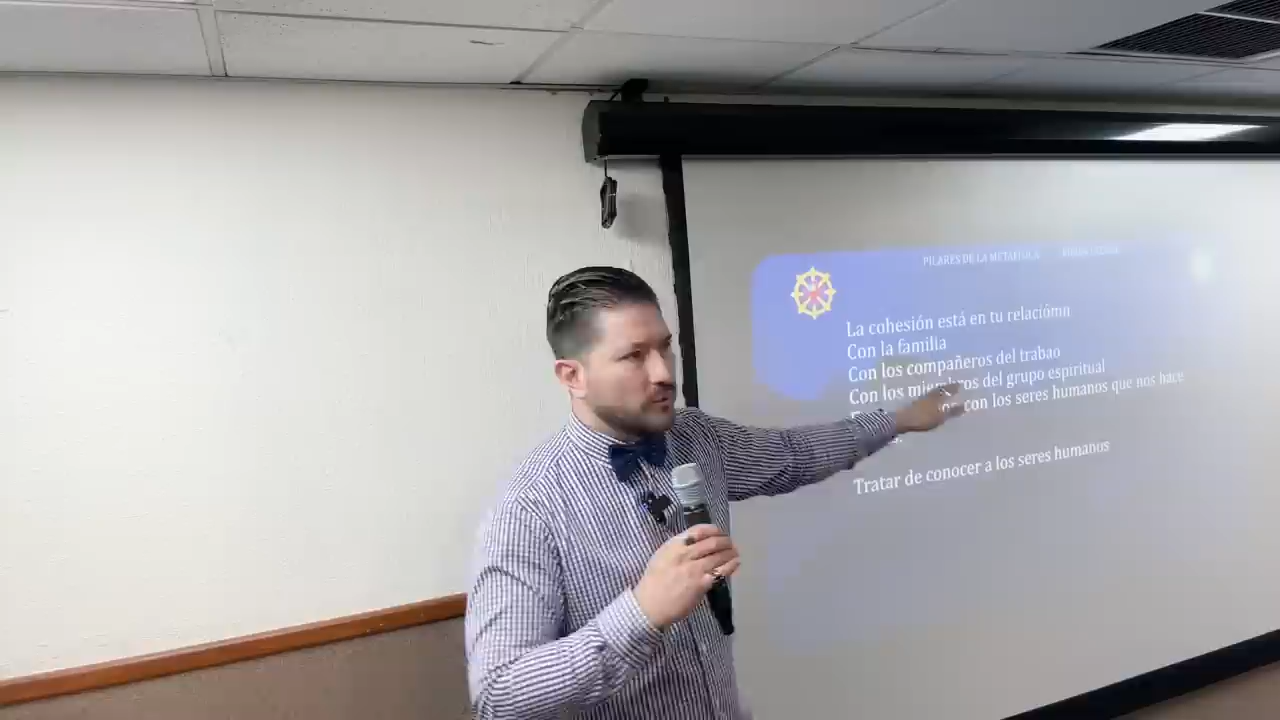 PILARES DE LA METAFÍSICA
La cohesión está en tu relaciómn
Con la familia
Con los compañeros del trabao
Con los miembros del grupo espiritual
con los seres humanos que nos hace
Tratar de conocer a los seres humanos